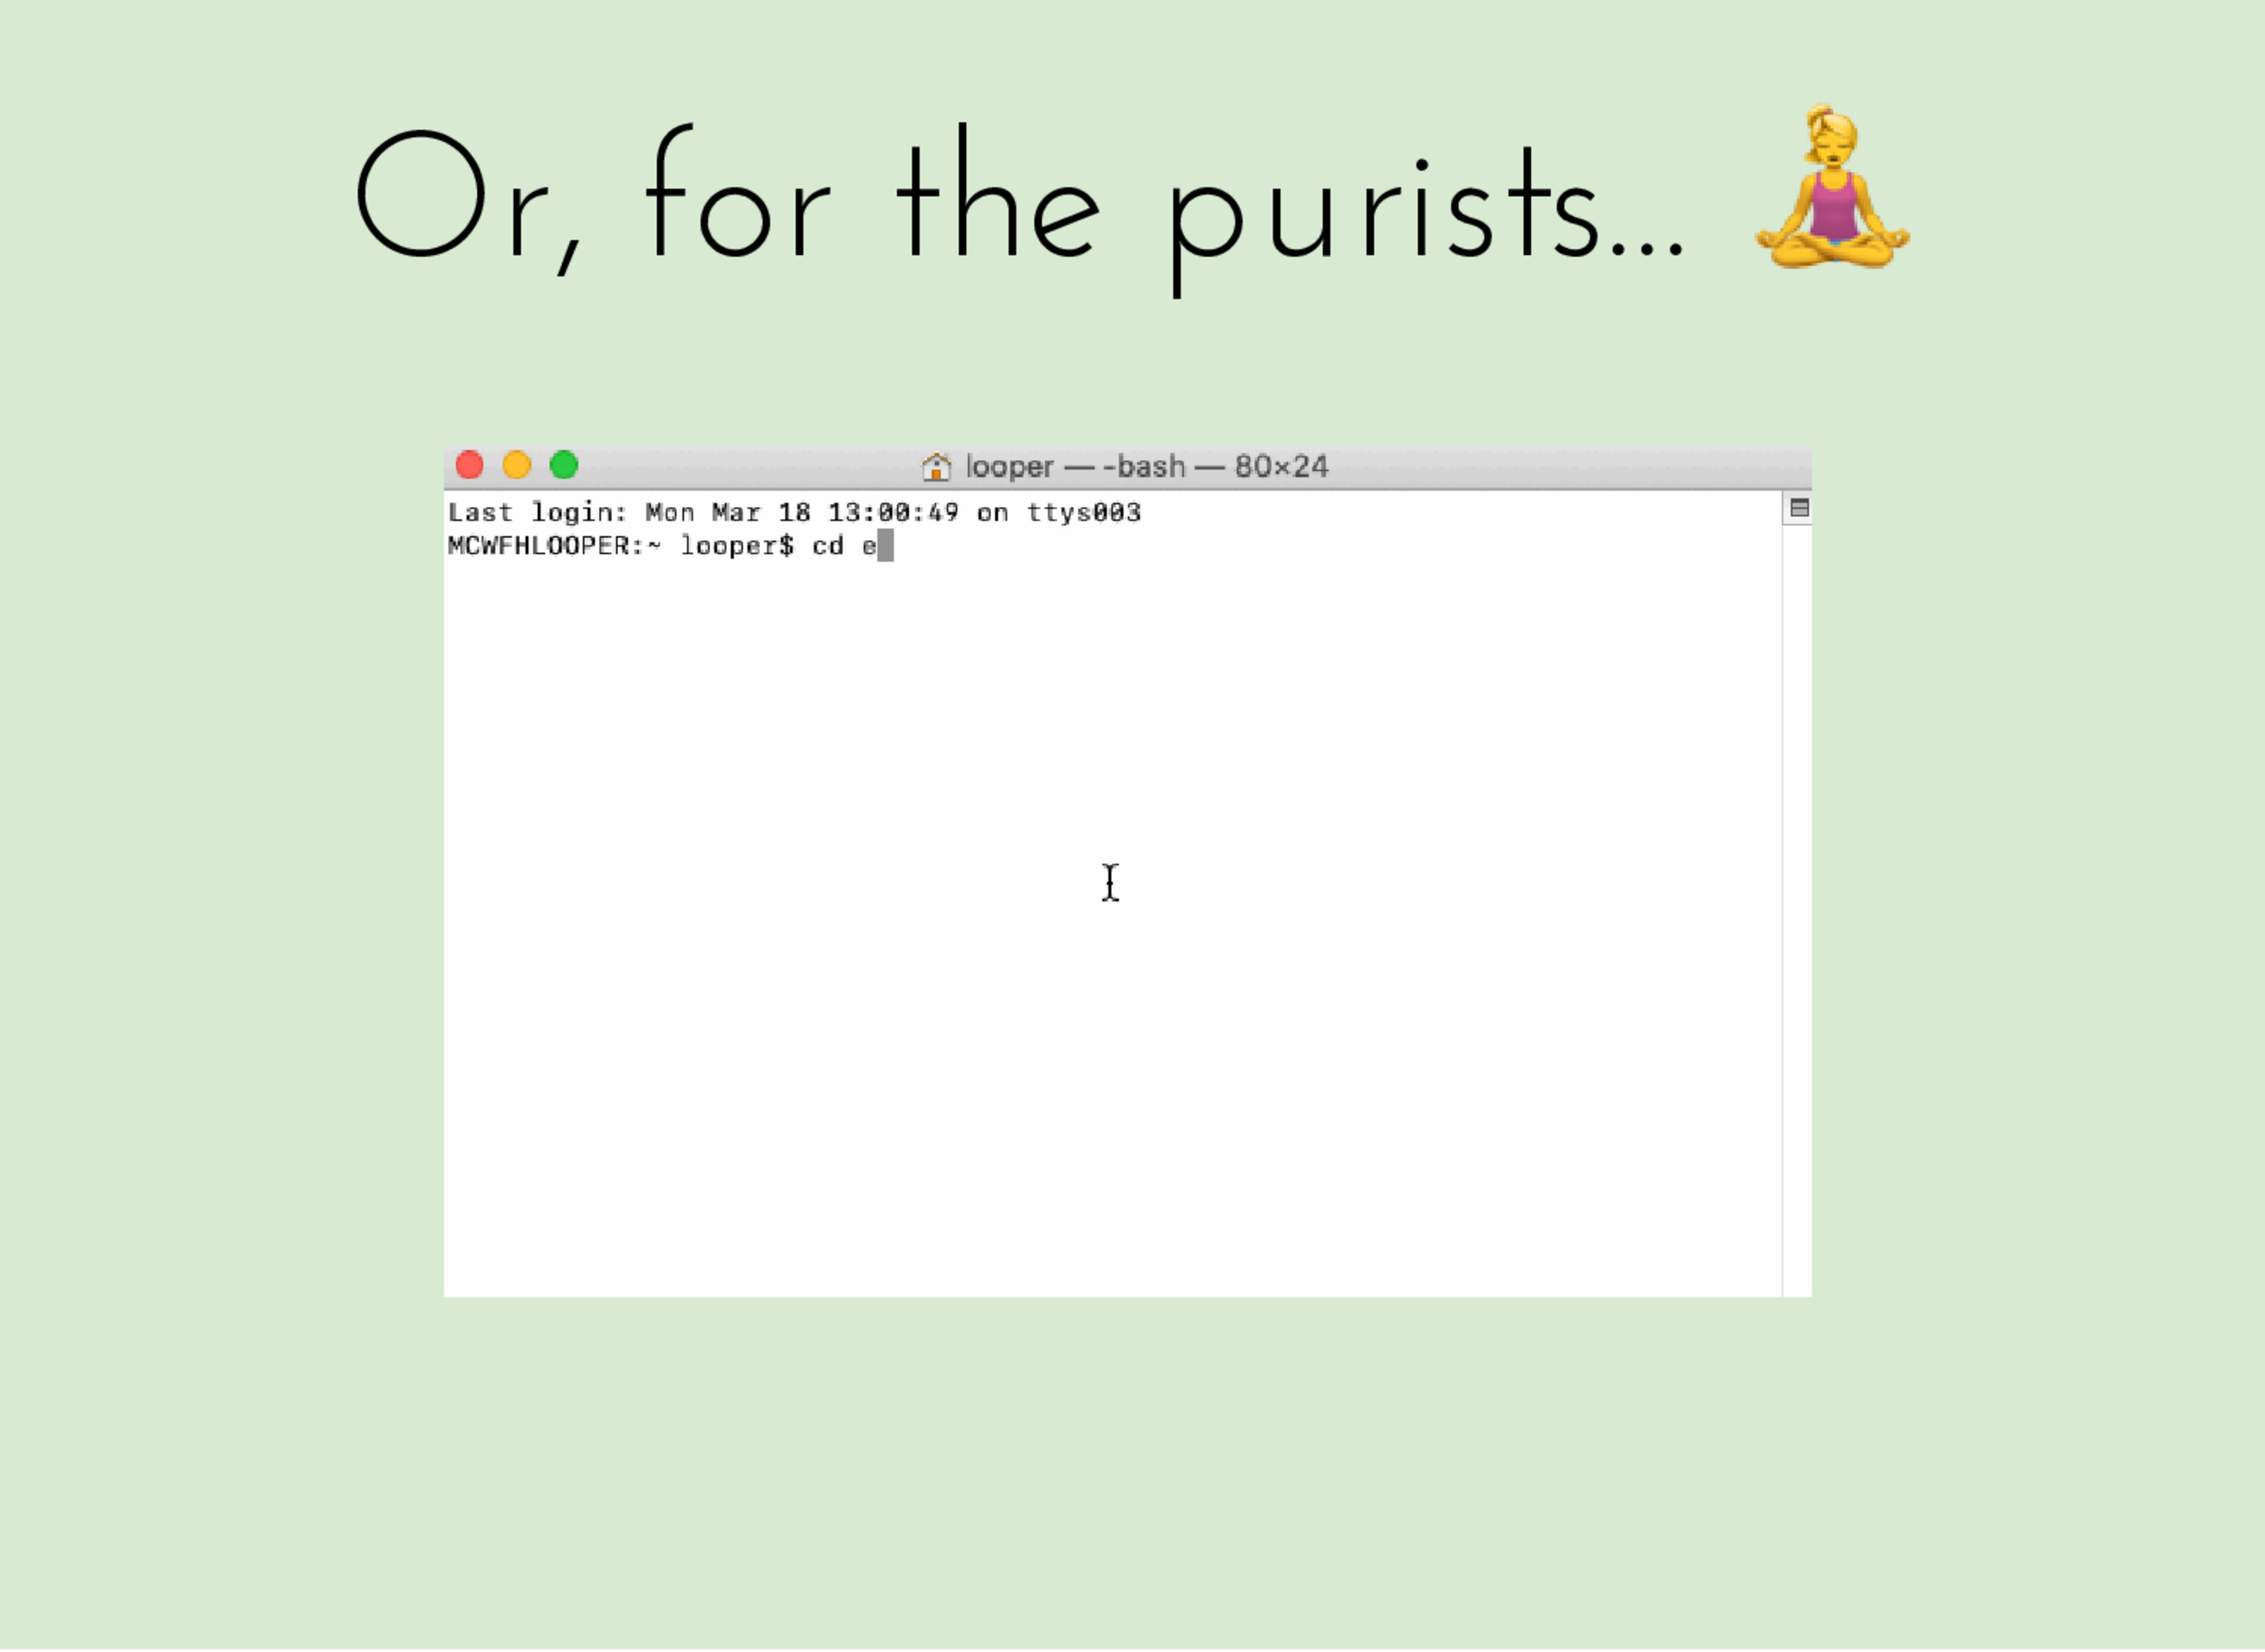 Or, for the purists...
looper — -bash — 80×24
Last login: Mon Mar 18 13:00:49 on ttys003
MCWFHLOOPER:~ looper$ cd e